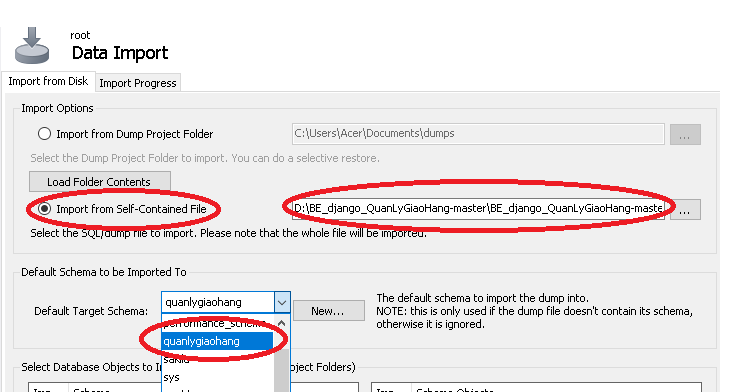 root
Data Import
Import from Disk Import Progress
Import Options
Import from Dump Project Folder C:\Users\Acer\Documents\dumps ...
Select the Dump Project Folder to import. You can do a selective restore.
Load Folder Contents
Import from Self-Contained File D:\BE_django_QuanLyGiaoHang-master\BE_django_QuanLyGiaoHang-maste ...
Select the SQL/dump file to import. Please note that the whole file will be imported.
Default Schema to be Imported To
Default Target Schema: quanlygiaohang New... The default schema to import the dump into.
NOTE: this is only used if the dump file doesn't contain its schema,
otherwise it is ignored.
performance_schema
quanlygiaohang
sakila
sys
Select Database Objects to I ject Folders)
Imp Schema Imp Schema Objects